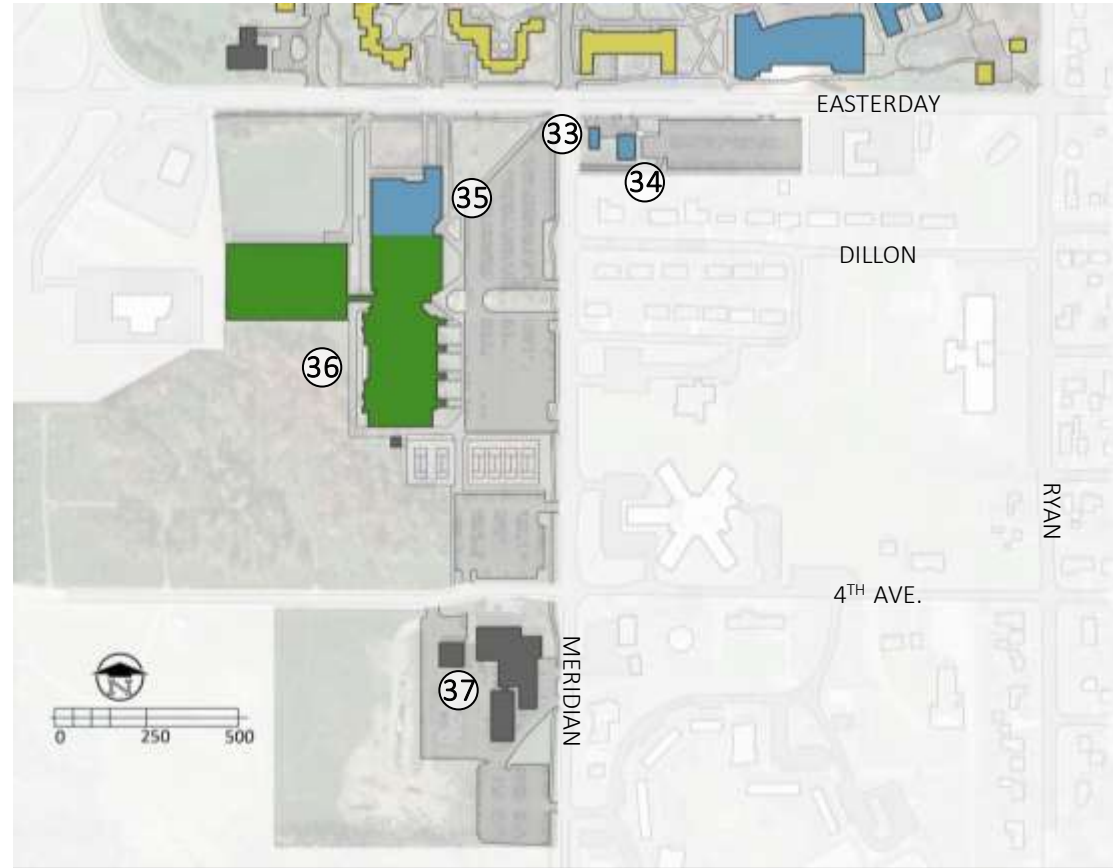 EASTERDAY
33
34
35
DILLON
36
RYAN
4TH AVE.
MERIDIAN
37
N
0 250 500